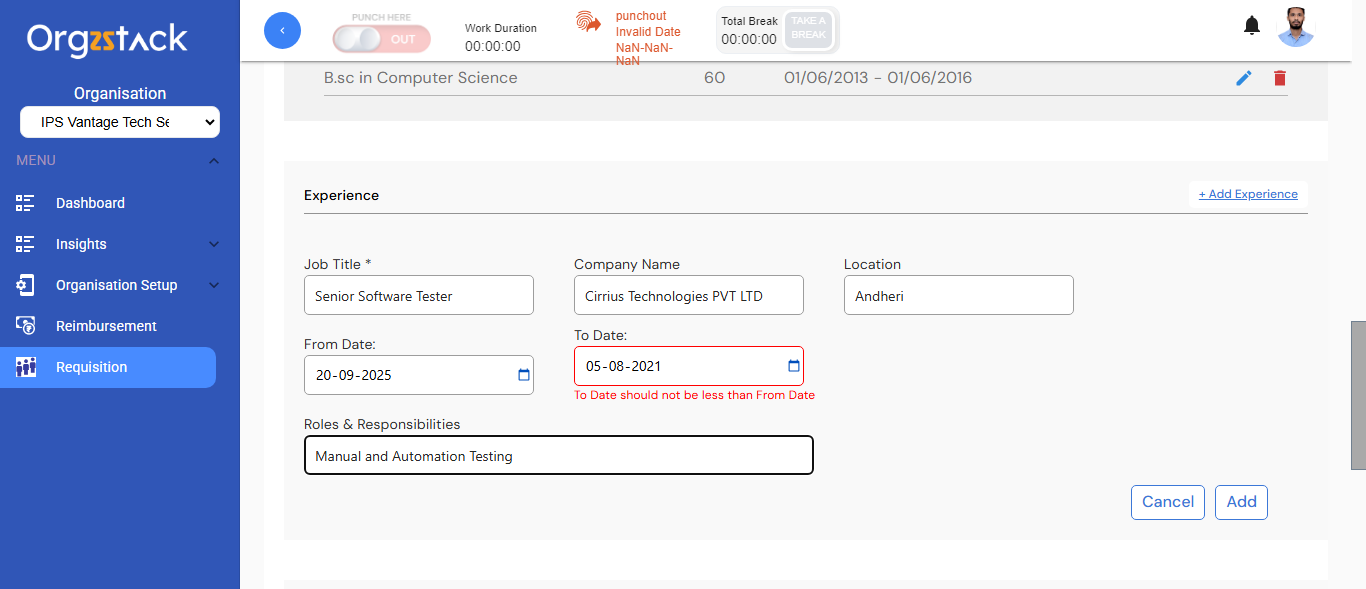 Orgzstack
Organisation
IPS Vantage Tech Se
MENU
Dashboard
Insights
Organisation Setup
Reimbursement
Requisition
PUNCH HERE
OUT
Work Duration
00:00:00
punchout
Invalid Date
NaN-NaN-
NaN
Total Break
00:00:00
TAKE A
BREAK
B.sc in Computer Science 60 01/06/2013 - 01/06/2016
Experience
+ Add Experience
Job Title * Company Name Location
Senior Software Tester Cirrius Technologies PVT LTD Andheri
From Date: To Date:
20-09-2025 05-08-2021
To Date should not be less than From Date
Roles & Responsibilities
Manual and Automation Testing
Cancel Add